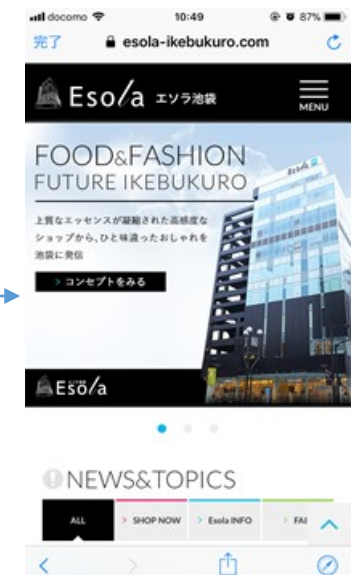 docomo 10:49 87%
完了 esola-ikebukuro.com
Esola エソラ池袋
MENU
FOOD&FASHION
FUTURE IKEBUKURO
上質なエッセンスが凝縮された高感度な
ショップから、ひと味違ったおしゃれを
池袋に発信
> コンセプトをみる
Esola
NEWS&TOPICS
ALL > SHOP NOW > Esola INFO > FAI